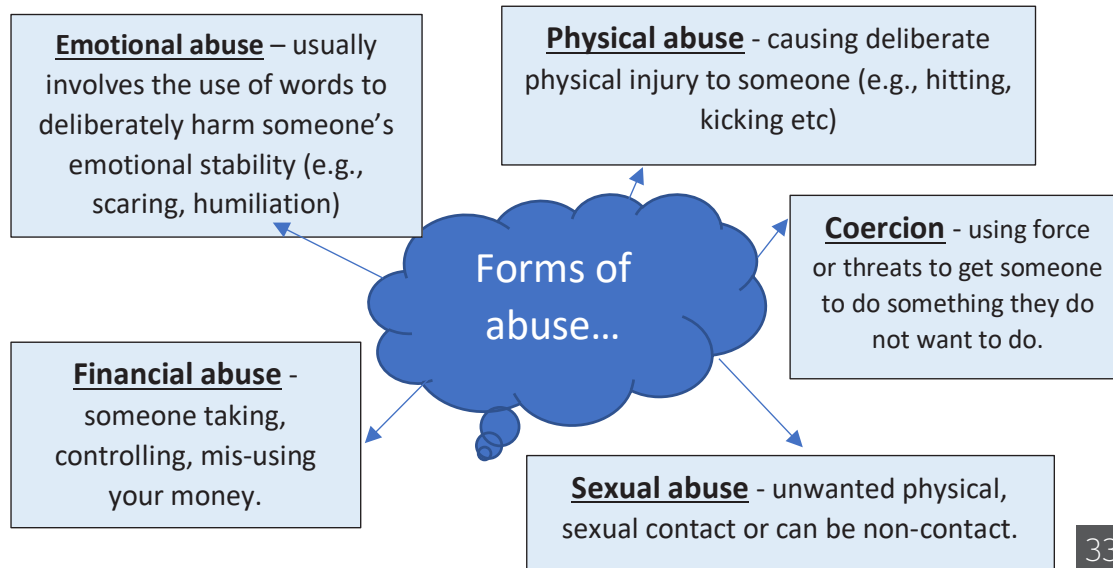 Emotional abuse – usually
involves the use of words to
deliberately harm someone’s
emotional stability (e.g.,
scaring, humiliation)
Physical abuse - causing deliberate
physical injury to someone (e.g., hitting,
kicking etc)
Forms of
abuse…
Coercion - using force
or threats to get someone
to do something they do
not want to do.
Financial abuse -
someone taking,
controlling, mis-using
your money.
Sexual abuse - unwanted physical,
sexual contact or can be non-contact.
33